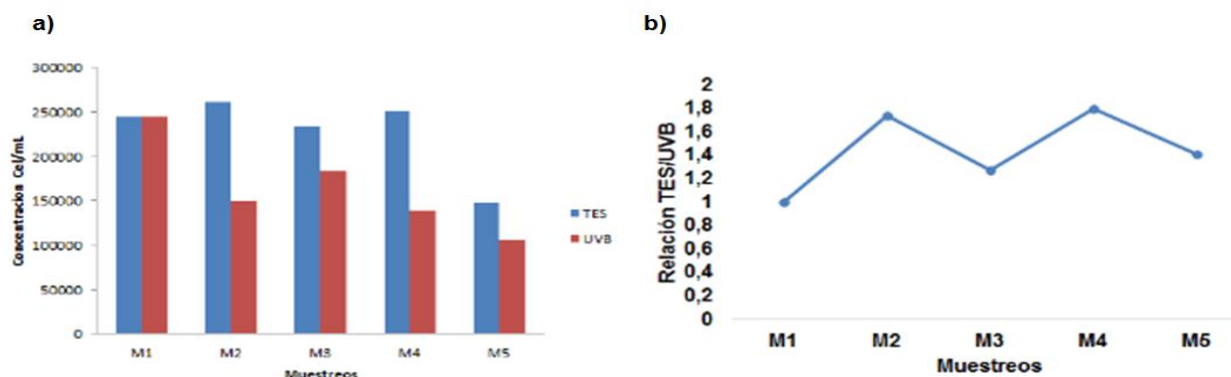 a)
300000
250000
200000
150000
100000
50000
0
Concentracion Cel/mL
M1 M2 M3 M4 M5
Muestreos
TES
UVB
b)
2
1,8
1,6
1,4
1,2
1
0,8
0,6
0,4
0,2
0
Relación TES/UVB
M1 M2 M3 M4 M5
Muestreos